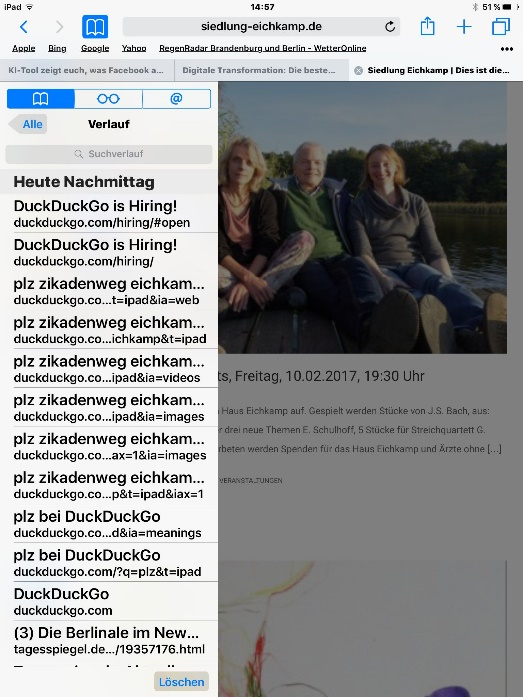 iPad 14:57 51 %
siedlung-eichkamp.de
Apple Bing Google Yahoo RegenRadar Brandenburg und Berlin - WetterOnline
KI-Tool zeigt euch, was Facebook a... Digitale Transformation: Die beste... Siedlung Eichkamp | Dies ist die...
@
Alle Verlauf
Suchverlauf
Heute Nachmittag
DuckDuckGo is Hiring!
duckduckgo.com/hiring/#open
DuckDuckGo is Hiring!
duckduckgo.com/hiring/
plz zikadenweg eichkam...
duckduckgo.co...t=ipad&ia=web
plz zikadenweg eichkam...
duckduckgo.co...ichkamp&t=ipad
plz zikadenweg eichkam...
duckduckgo.co...ipad&ia=videos
plz zikadenweg eichkam...
duckduckgo.co...ipad&ia=images
plz zikadenweg eichkam...
duckduckgo.co...ax=1&ia=images
plz zikadenweg eichkam...
duckduckgo.co...p&t=ipad&iax=1
plz bei DuckDuckGo
duckduckgo.co...d&ia=meanings
plz bei DuckDuckGo
duckduckgo.com/?q=plz&t=ipad
DuckDuckGo
duckduckgo.com
(3) Die Berlinale im New...
tagesspiegel.de.../19357176.html
Löschen
ts, Freitag, 10.02.2017, 19:30 Uhr
Haus Eichkamp auf. Gespielt werden Stücke von J.S. Bach, aus:
r drei neue Themen E. Schulhoff, 5 Stücke für Streichquartett G.
rbeten werden Spenden für das Haus Eichkamp und Ärzte ohne [...]
VERANSTALTUNGEN